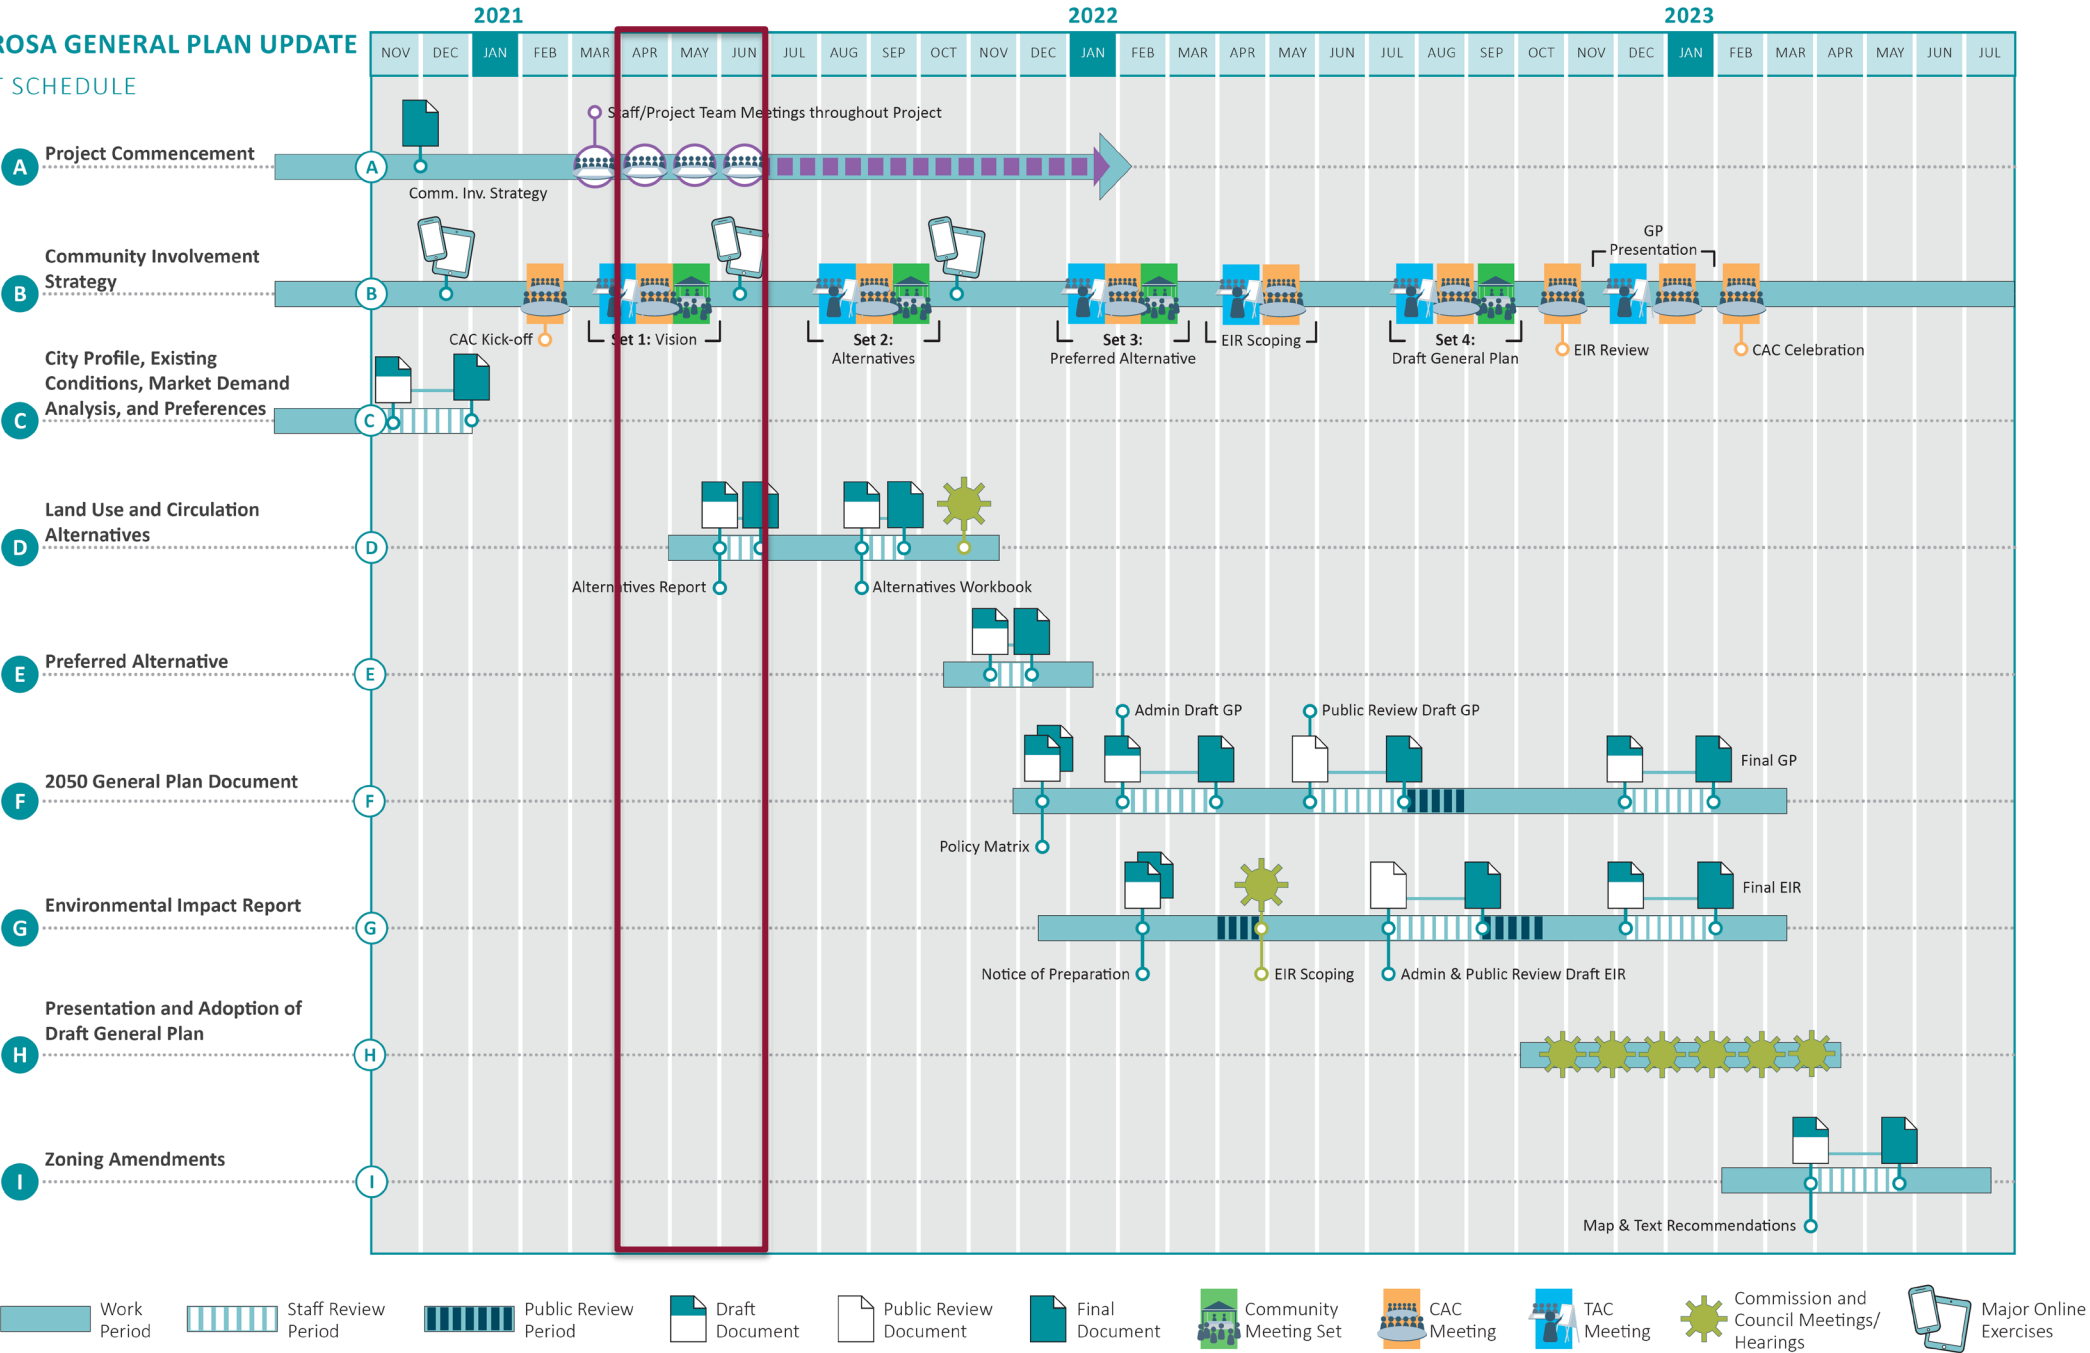 2021 2022 2023
ROSA GENERAL PLAN UPDATE
NOV DEC JAN FEB MAR APR MAY JUN JUL AUG SEP OCT NOV DEC JAN FEB MAR APR MAY JUN JUL AUG SEP OCT NOV DEC JAN FEB MAR APR MAY JUN JUL
T SCHEDULE
Staff/Project Team Meetings throughout Project
A Project Commencement A
Comm. Inv. Strategy
GP
Presentation
Community Involvement
Strategy
B B
CAC Kick-off
Set 1: Vision
Set 2:
Alternatives
Set 3:
Preferred Alternative
EIR Scoping
Set 4:
Draft General Plan
EIR Review
CAC Celebration
City Profile, Existing
Conditions, Market Demand
Analysis, and Preferences
C C
Land Use and Circulation
Alternatives
D D
Alternatives Report
Alternatives Workbook
Preferred Alternative
E E
Admin Draft GP
Public Review Draft GP
Final GP
2050 General Plan Document
F F
Policy Matrix
Final EIR
Environmental Impact Report
G G
Notice of Preparation
EIR Scoping
Admin & Public Review Draft EIR
Presentation and Adoption of
Draft General Plan
H H
Zoning Amendments
I I
Map & Text Recommendations
Work
Period
Staff Review
Period
Public Review
Period
Draft
Document
Public Review
Document
Final
Document
Community
Meeting Set
CAC
Meeting
TAC
Meeting
Commission and
Council Meetings/
Hearings
Major Online
Exercises